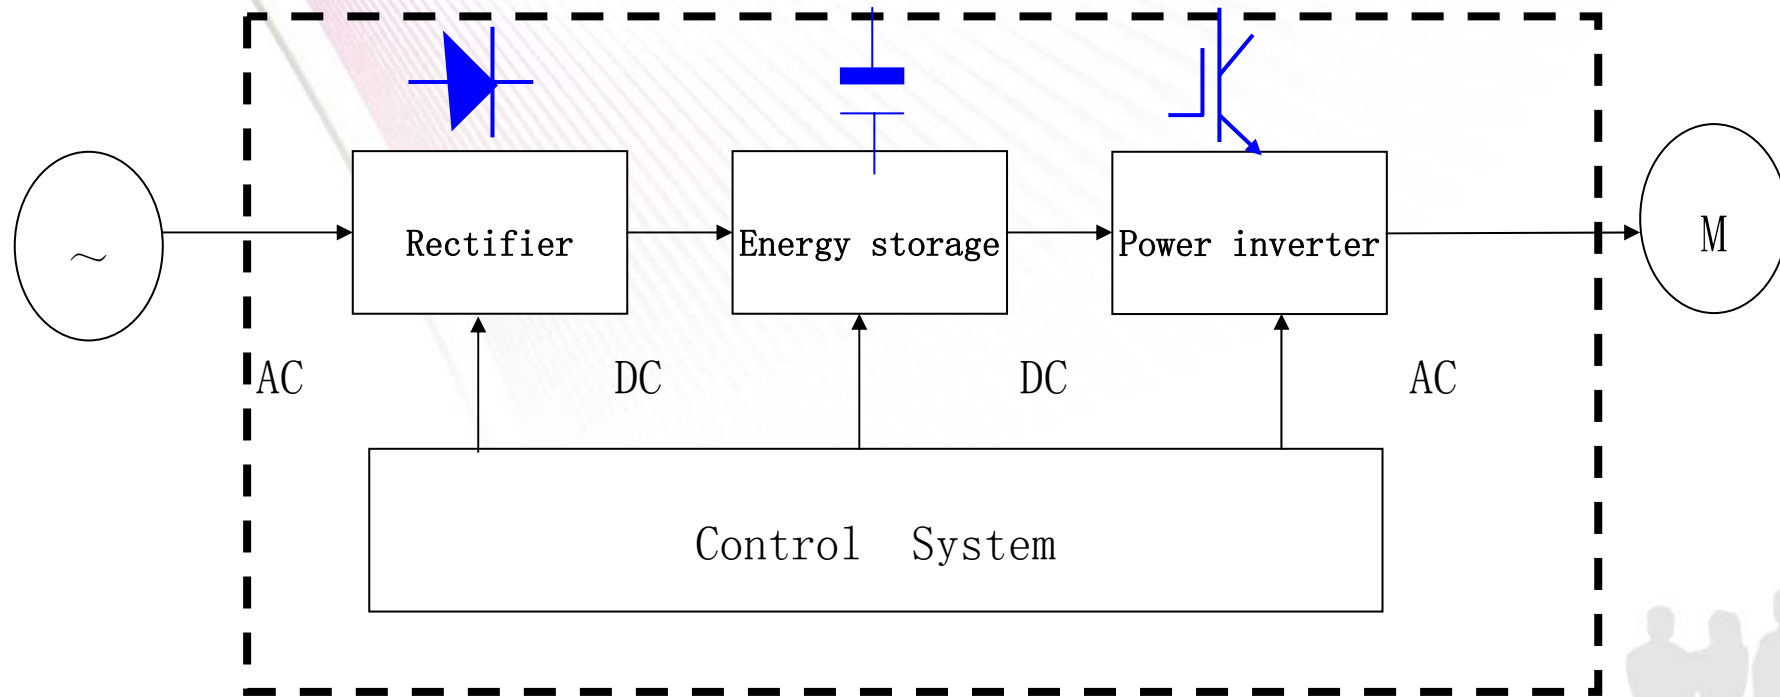 ~
Rectifier
Energy storage
Power inverter
M
AC
DC
DC
AC
Control System